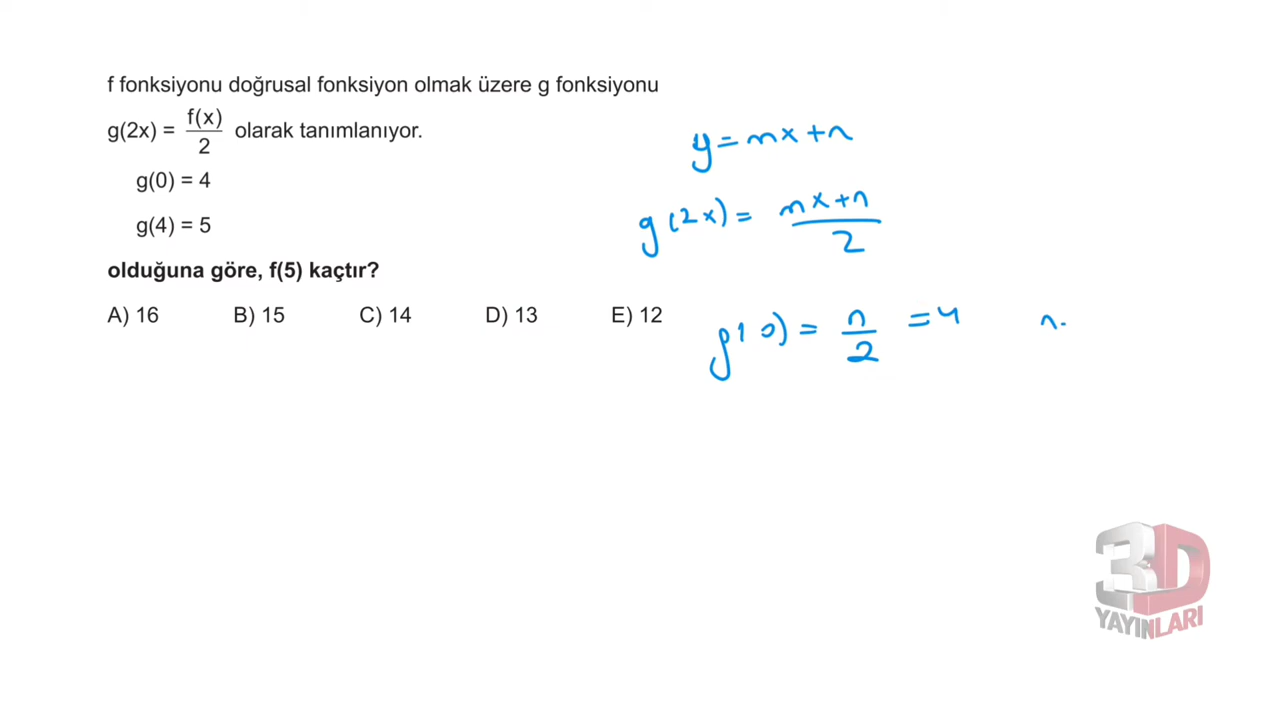 f fonksiyonu doğrusal fonksiyon olmak üzere g fonksiyonu
g(2x) = f(x)/2 olarak tanımlanıyor.
g(0) = 4
g(4) = 5
olduğuna göre, f(5) kaçtır?
A) 16 B) 15 C) 14 D) 13 E) 12
y = mx + n
g(2x) = mx+n/2
g(0) = n/2 = 4 n
3D
YAYINLARI